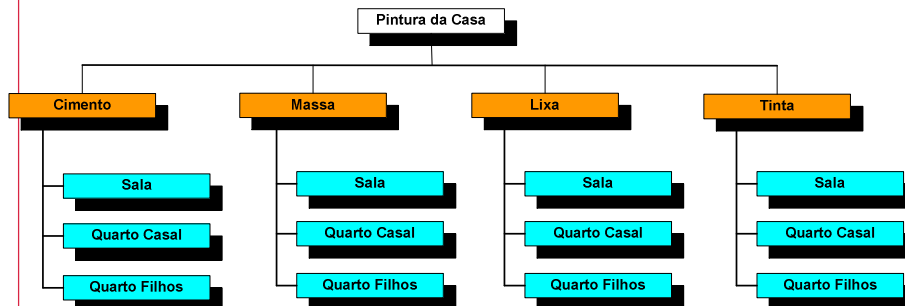 Pintura da Casa
Cimento
Massa
Lixa
Tinta
Sala
Sala
Sala
Sala
Quarto Casal
Quarto Casal
Quarto Casal
Quarto Casal
Quarto Filhos
Quarto Filhos
Quarto Filhos
Quarto Filhos